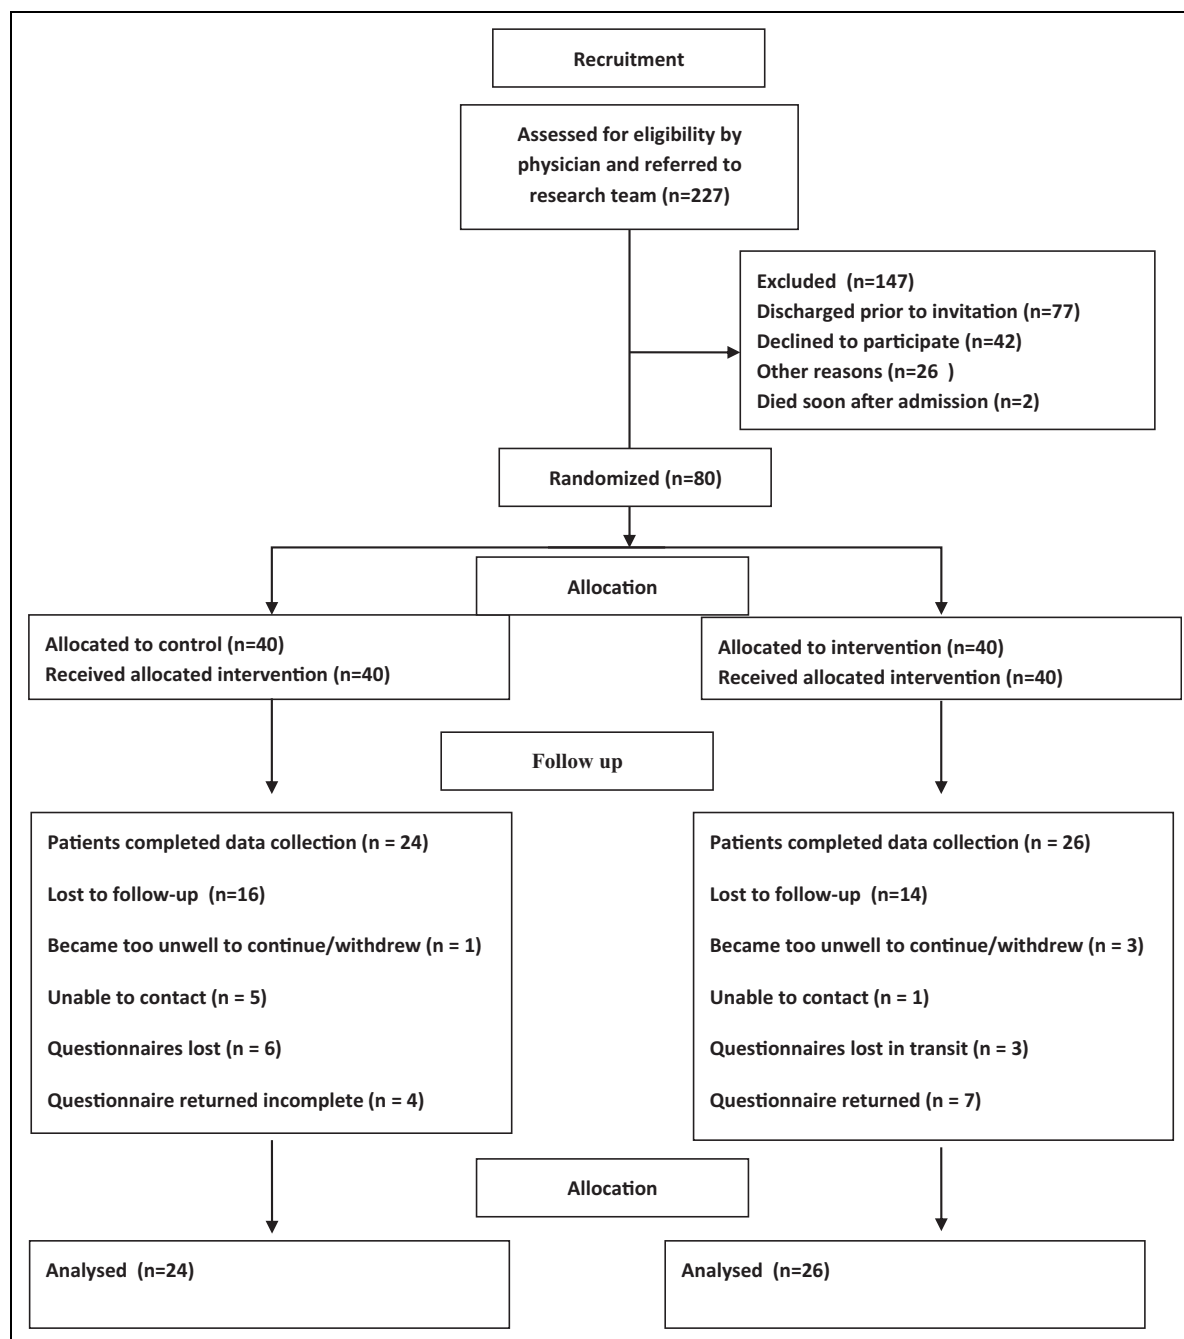 Recruitment
Assessed for eligibility by
physician and referred to
research team (n=227)
Excluded (n=147)
Discharged prior to invitation (n=77)
Declined to participate (n=42)
Other reasons (n=26 )
Died soon after admission (n=2)
Randomized (n=80)
Allocation
Allocated to control (n=40)
Received allocated intervention (n=40)
Allocated to intervention (n=40)
Received allocated intervention (n=40)
Follow up
Patients completed data collection (n = 24)
Lost to follow-up (n=16)
Became too unwell to continue/withdrew (n = 1)
Unable to contact (n = 5)
Questionnaires lost (n = 6)
Questionnaire returned incomplete (n = 4)
Patients completed data collection (n = 26)
Lost to follow-up (n=14)
Became too unwell to continue/withdrew (n = 3)
Unable to contact (n = 1)
Questionnaires lost in transit (n = 3)
Questionnaire returned (n = 7)
Allocation
Analysed (n=24)
Analysed (n=26)